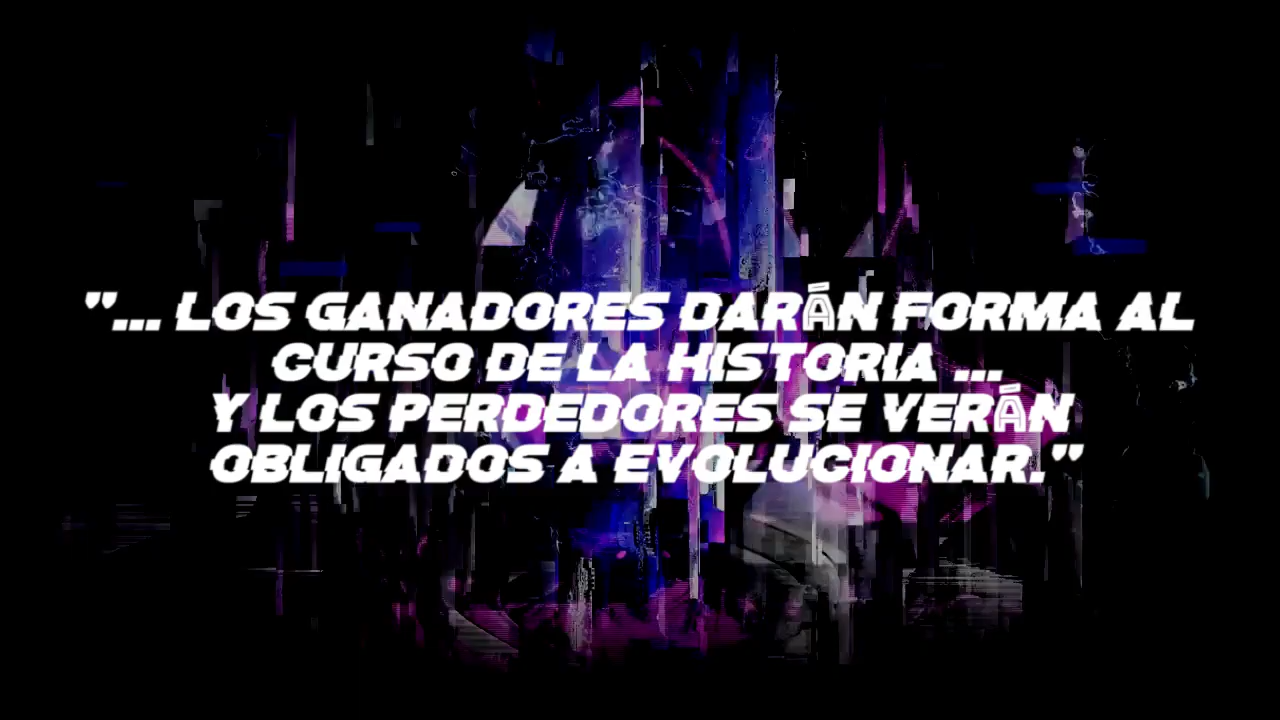 "... LOS GANADORES DARÁN FORMA AL
CURSO DE LA HISTORIA ...
Y LOS PERDEDORES SE VERÁN
OBLIGADOS A EVOLUCIONAR."